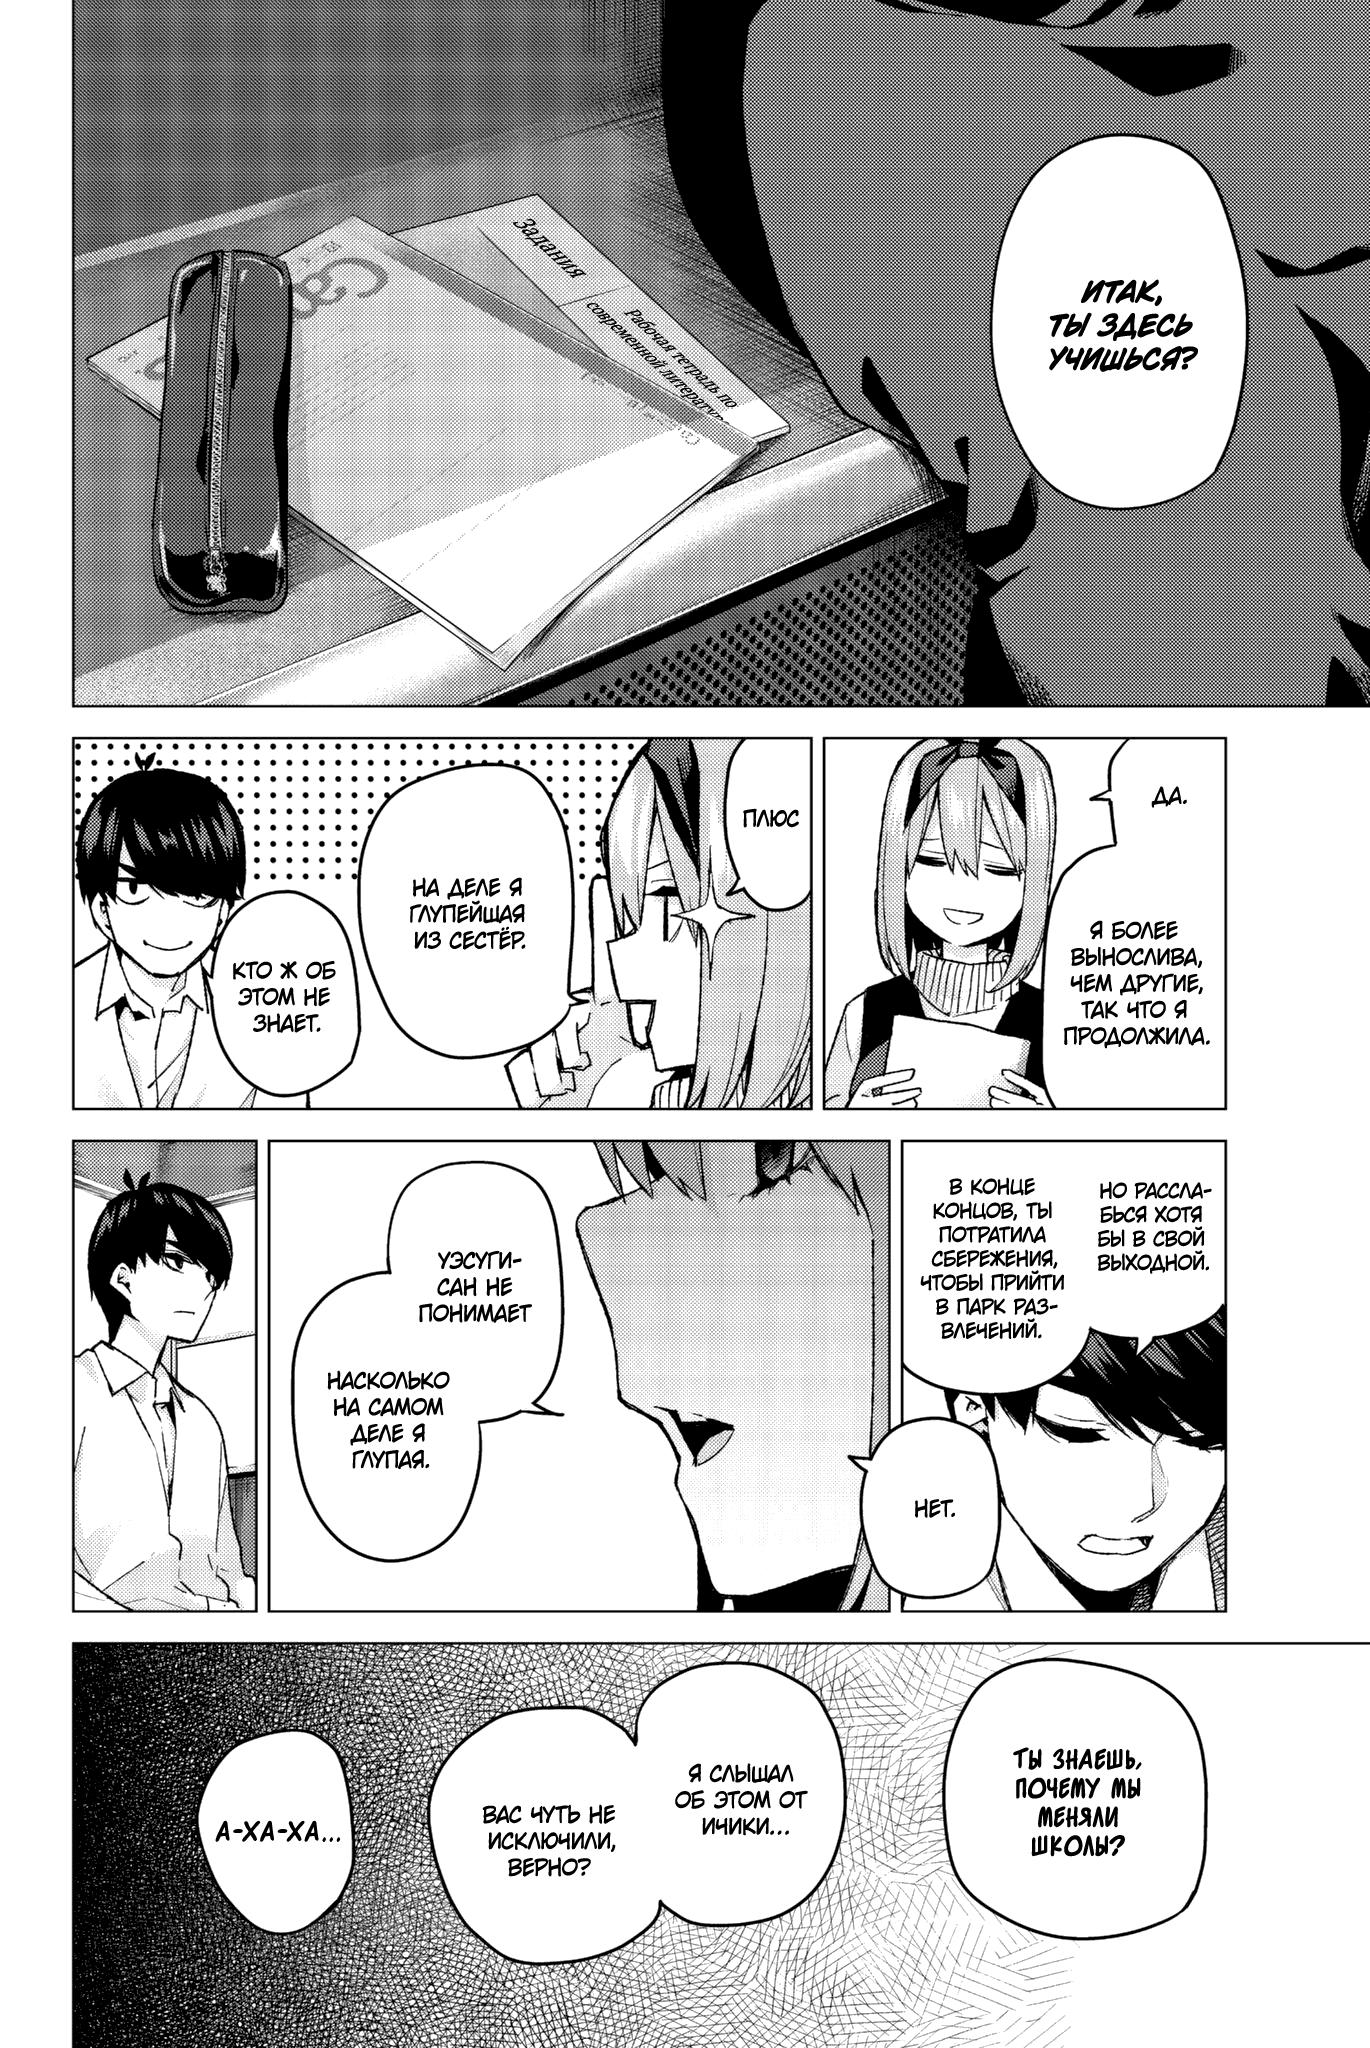 ИТАК,
ТЫ ЗДЕСЬ
УЧИШЬСЯ?
Задания
Рабочая тетрадь по
современной
ДА.
Я БОЛЕЕ
ВЫНОСЛИВА,
ЧЕМ ДРУГИЕ,
ТАК ЧТО Я
ПРОДОЛЖИЛА.
ПЛЮС
НА ДЕЛЕ Я
ГЛУПЕЙШАЯ
ИЗ СЕСТЁР.
КТО Ж ОБ
ЭТОМ НЕ
ЗНАЕТ.
НО РАССЛА-
БЬСЯ ХОТЯ
БЫ В СВОЙ
ВЫХОДНОЙ.
В КОНЦЕ
КОНЦОВ, ТЫ
ПОТРАТИЛА
СБЕРЕЖЕНИЯ,
ЧТОБЫ ПРИЙТИ
В ПАРК РАЗ-
ВЛЕЧЕНИЙ.
НЕТ.
УЭСУГИ-
САН НЕ
ПОНИМАЕТ
НАСКОЛЬКО
НА САМОМ
ДЕЛЕ Я
ГЛУПАЯ.
ТЫ ЗНАЕШЬ,
ПОЧЕМУ МЫ
МЕНЯЛИ
ШКОЛЫ?
Я СЛЫШАЛ
ОБ ЭТОМ ОТ
ИЧИКИ...
ВАС ЧУТЬ НЕ
ИСКЛЮЧИЛИ,
ВЕРНО?
А-ХА-ХА...